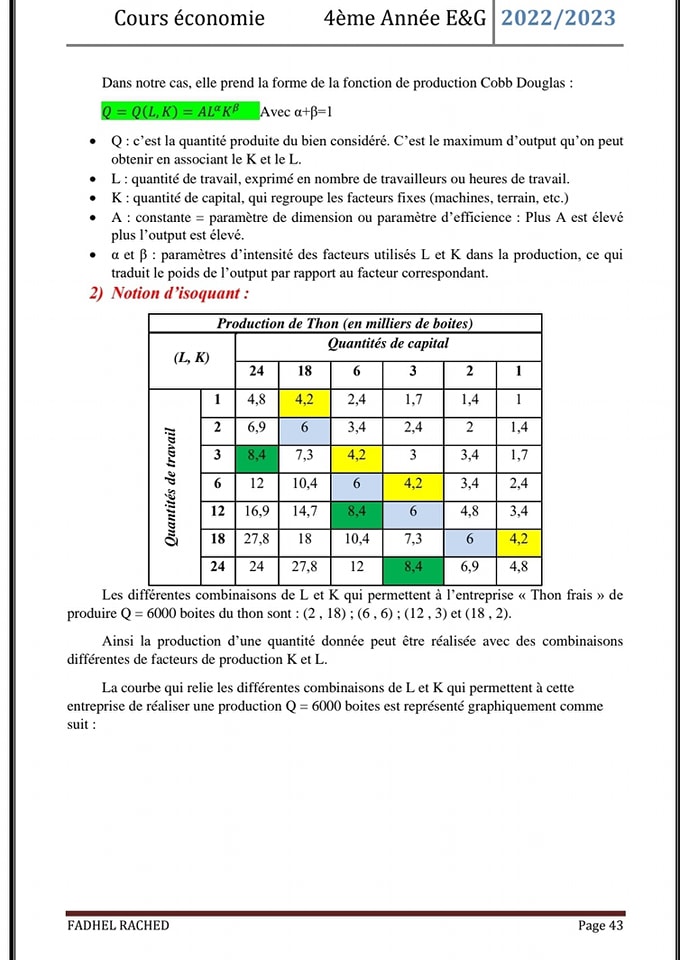 Cours économie 4ème Année E&G 2022/2023
Dans notre cas, elle prend la forme de la fonction de production Cobb Douglas :
Q = Q(L, K) = AL^α K^β Avec α+β=1
• Q : c’est la quantité produite du bien considéré. C’est le maximum d’output qu’on peut
obtenir en associant le K et le L.
• L : quantité de travail, exprimé en nombre de travailleurs ou heures de travail.
• K : quantité de capital, qui regroupe les facteurs fixes (machines, terrain, etc.)
• A : constante = paramètre de dimension ou paramètre d’efficience : Plus A est élevé
plus l’output est élevé.
• α et β : paramètres d’intensité des facteurs utilisés L et K dans la production, ce qui
traduit le poids de l’output par rapport au facteur correspondant.
2) Notion d’isoquant :
Production de Thon (en milliers de boites)
(L, K) Quantités de capital
24 18 6 3 2 1
Quantités de travail
1 4,8 4,2 2,4 1,7 1,4 1
2 6,9 6 3,4 2,4 2 1,4
3 8,4 7,3 4,2 3 3,4 1,7
6 12 10,4 6 4,2 3,4 2,4
12 16,9 14,7 8,4 6 4,8 3,4
18 27,8 18 10,4 7,3 6 4,2
24 24 27,8 12 8,4 6,9 4,8
Les différentes combinaisons de L et K qui permettent à l’entreprise « Thon frais » de
produire Q = 6000 boites du thon sont : (2 , 18) ; (6 , 6) ; (12 , 3) et (18 , 2).
Ainsi la production d’une quantité donnée peut être réalisée avec des combinaisons
différentes de facteurs de production K et L.
La courbe qui relie les différentes combinaisons de L et K qui permettent à cette
entreprise de réaliser une production Q = 6000 boites est représenté graphiquement comme
suit :
FADHEL RACHED Page 43